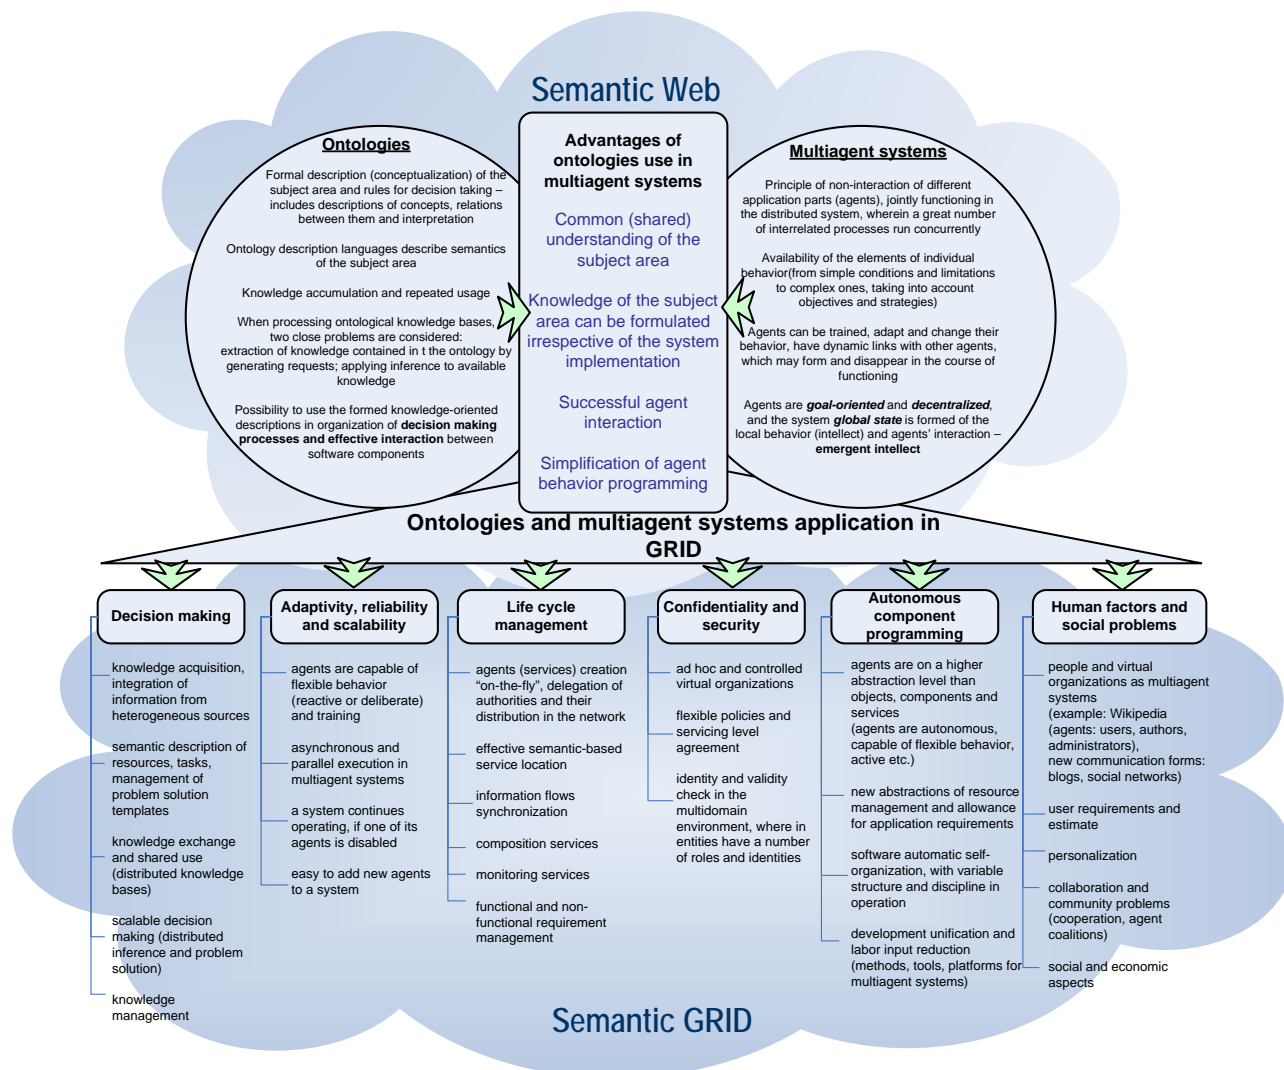 Semantic Web
Ontologies
Formal description (conceptualization) of the
subject area and rules for decision taking –
includes descriptions of concepts, relations
between them and interpretation
Ontology description languages describe semantics
of the subject area
Knowledge accumulation and repeated usage
When processing ontological knowledge bases,
two close problems are considered:
extraction of knowledge contained in t the ontology by
generating requests; applying inference to available
knowledge
Possibility to use the formed knowledge-oriented
descriptions in organization of decision making
processes and effective interaction between
software components
Advantages of
ontologies use in
multiagent systems
Common (shared)
understanding of the
subject area
Knowledge of the subject
area can be formulated
irrespective of the system
implementation
Successful agent
interaction
Simplification of agent
behavior programming
Multiagent systems
Principle of non-interaction of different
application parts (agents), jointly functioning in
the distributed system, wherein a great number
of interrelated processes run concurrently
Availability of the elements of individual
behavior(from simple conditions and limitations
to complex ones, taking into account
objectives and strategies)
Agents can be trained, adapt and change their
behavior, have dynamic links with other agents,
which may form and disappear in the course of
functioning
Agents are goal-oriented and decentralized,
and the system global state is formed of the
local behavior (intellect) and agents' interaction –
emergent intellect
Ontologies and multiagent systems application in
GRID
Decision making
knowledge acquisition,
integration of
information from
heterogeneous sources
semantic description of
resources, tasks,
management of
problem solution
templates
knowledge exchange
and shared use
(distributed knowledge
bases)
scalable decision
making (distributed
inference and problem
solution)
knowledge
management
Adaptivity, reliability
and scalability
agents are capable of
flexible behavior
(reactive or deliberate)
and training
asynchronous and
parallel execution in
multiagent systems
a system continues
operating, if one of its
agents is disabled
easy to add new agents
to a system
Life cycle
management
agents (services) creation
“on-the-fly”, delegation of
authorities and their
distribution in the network
effective semantic-based
service location
information flows
synchronization
composition services
monitoring services
functional and non-
functional requirement
management
Confidentiality and
security
ad hoc and controlled
virtual organizations
flexible policies and
servicing level
agreement
identity and validity
check in the
multidomain
environment, where in
entities have a number
of roles and identities
Autonomous
component
programming
agents are on a higher
abstraction level than
objects, components and
services
(agents are autonomous,
capable of flexible behavior,
active etc.)
new abstractions of resource
management and allowance
for application requirements
software automatic self-
organization, with variable
structure and discipline in
operation
development unification and
labor input reduction
(methods, tools, platforms for
multiagent systems)
Human factors and
social problems
people and virtual
organizations as multiagent
systems
(example: Wikipedia
(agents: users, authors,
administrators),
new communication forms:
blogs, social networks)
user requirements and
estimate
personalization
collaboration and
community problems
(cooperation, agent
coalitions)
social and economic
aspects
Semantic GRID